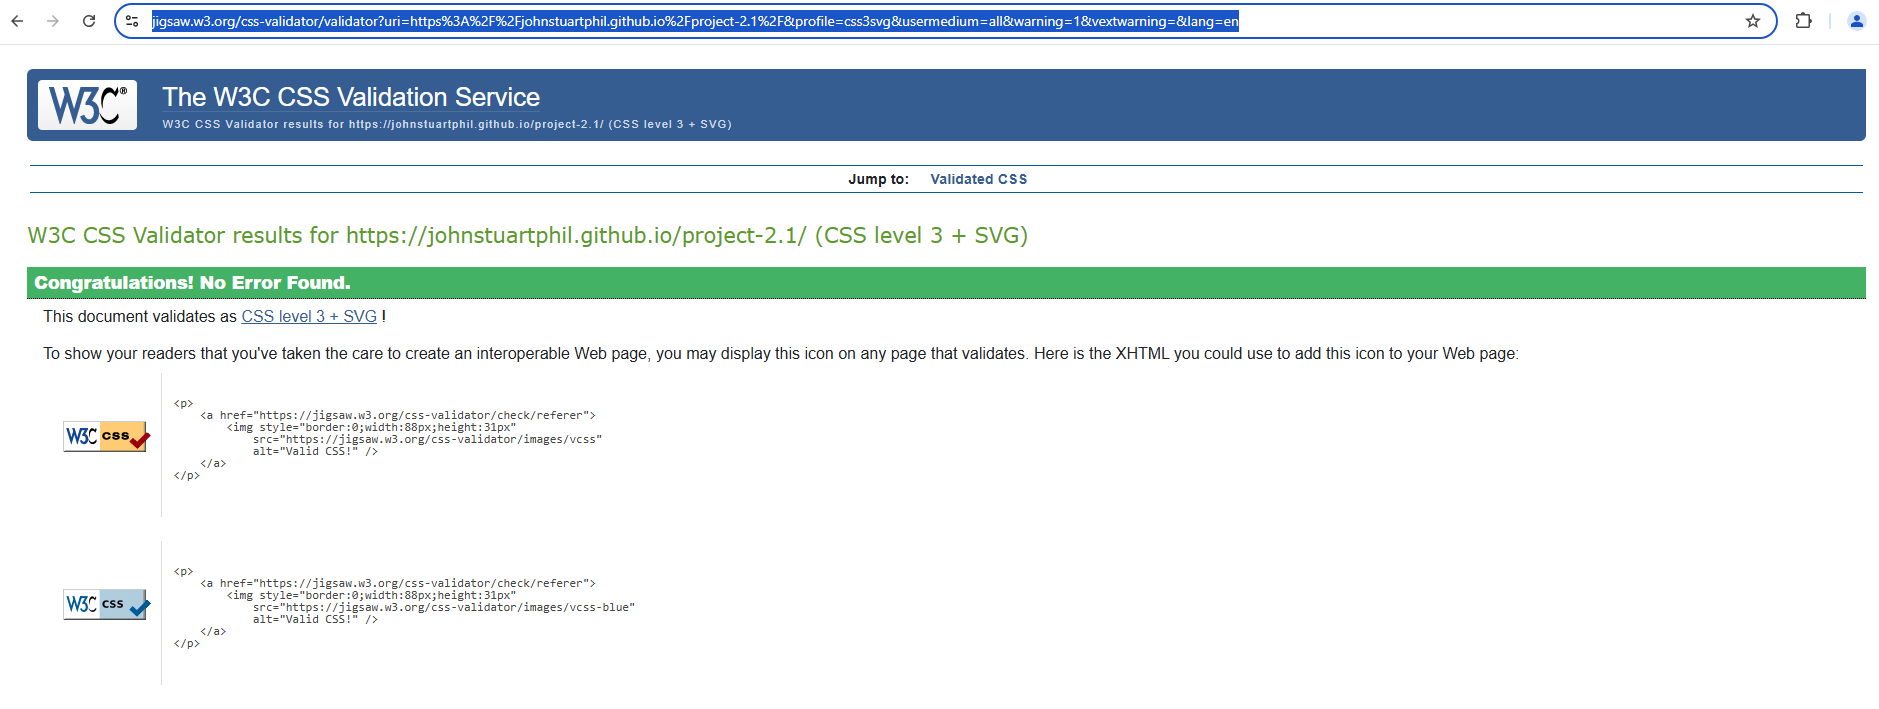 jigsaw.w3.org/css-validator/validator?uri=https%3A%2F%2Fjohnstuartphil.github.io%2Fproject-2.1%2F&profile=css3svg&usermedium=all&warning=1&vextwarning=&lang=en
W3C®
The W3C CSS Validation Service
W3C CSS Validator results for https://johnstuartphil.github.io/project-2.1/ (CSS level 3 + SVG)
Jump to: Validated CSS
W3C CSS Validator results for https://johnstuartphil.github.io/project-2.1/ (CSS level 3 + SVG)
Congratulations! No Error Found.
This document validates as CSS level 3 + SVG !
To show your readers that you've taken the care to create an interoperable Web page, you may display this icon on any page that validates. Here is the XHTML you could use to add this icon to your Web page:
W3C css
<p>
<a href="https://jigsaw.w3.org/css-validator/check/referer">
<img style="border:0;width:88px;height:31px"
src="https://jigsaw.w3.org/css-validator/images/vcss"
alt="Valid CSS!" />
</a>
</p>
W3C css
<p>
<a href="https://jigsaw.w3.org/css-validator/check/referer">
<img style="border:0;width:88px;height:31px"
src="https://jigsaw.w3.org/css-validator/images/vcss-blue"
alt="Valid CSS!" />
</a>
</p>